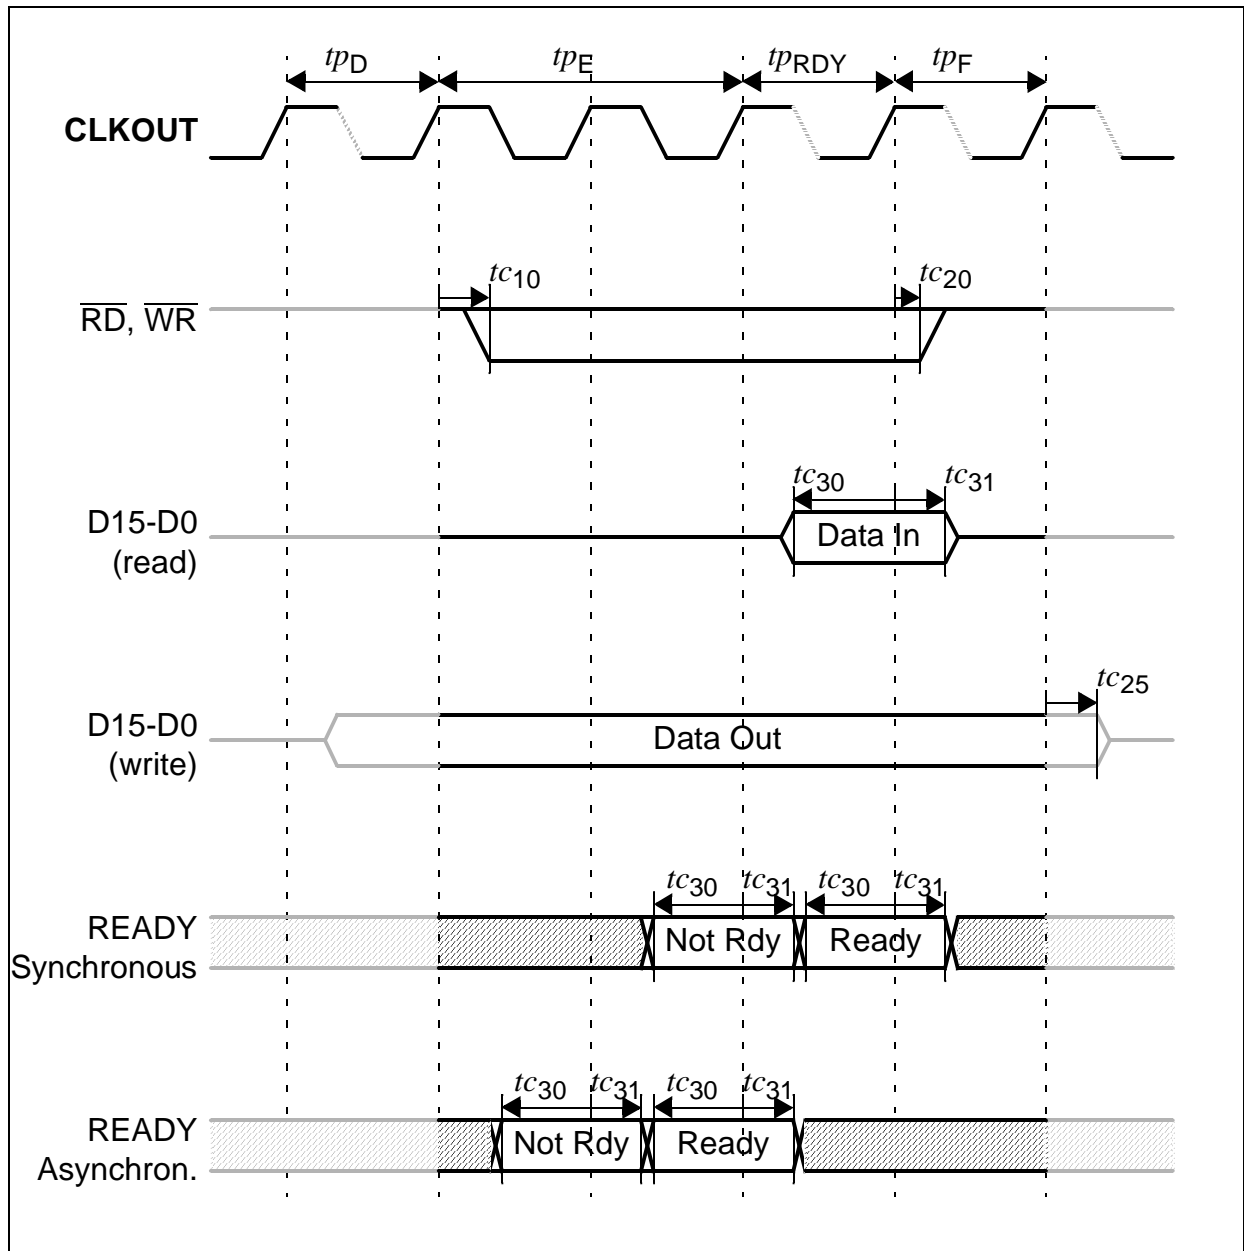 tpD tpE tpRDY tpF
CLKOUT
tc10 tc20
RD, WR
tc30 tc31
D15-D0 Data In
(read)
tc25
D15-D0 Data Out
(write)
tc30 tc31 tc30 tc31
READY Not Rdy Ready
Synchronous
tc30 tc31 tc30 tc31
READY Not Rdy Ready
Asynchron.